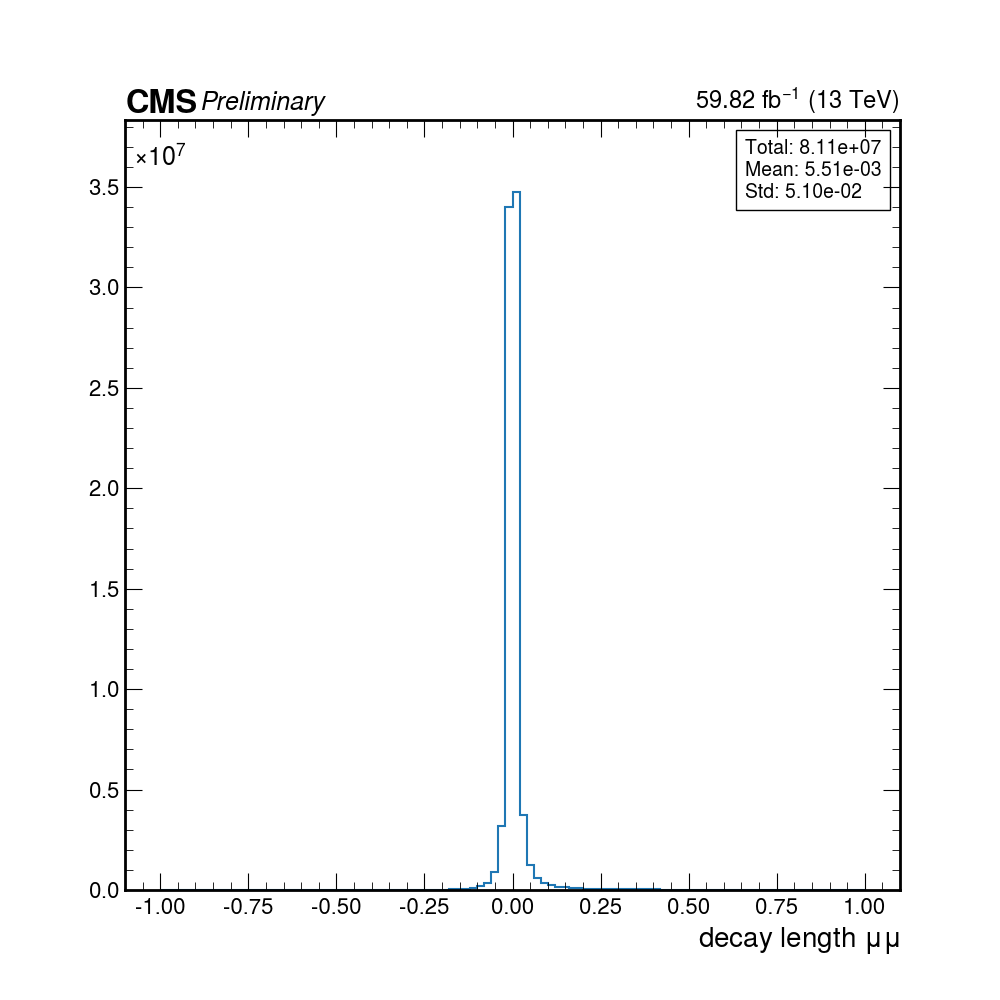 CMS Preliminary
59.82 fb⁻¹ (13 TeV)
×10⁷
Total: 8.11e+07
Mean: 5.51e-03
Std: 5.10e-02
3.5
3.0
2.5
2.0
1.5
1.0
0.5
0.0
-1.00 -0.75 -0.50 -0.25 0.00 0.25 0.50 0.75 1.00
decay length μμ